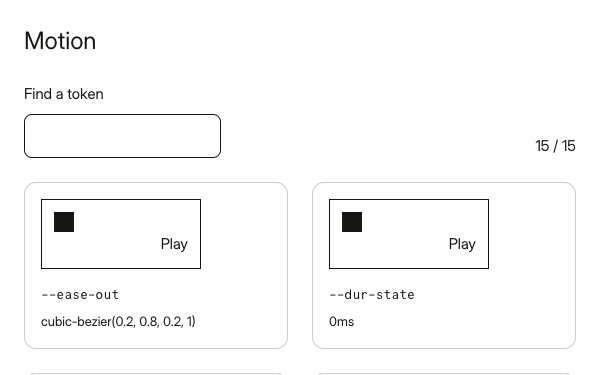 Motion
Find a token
15 / 15
Play
Play
--ease-out
--dur-state
cubic-bezier(0.2, 0.8, 0.2, 1)
0ms